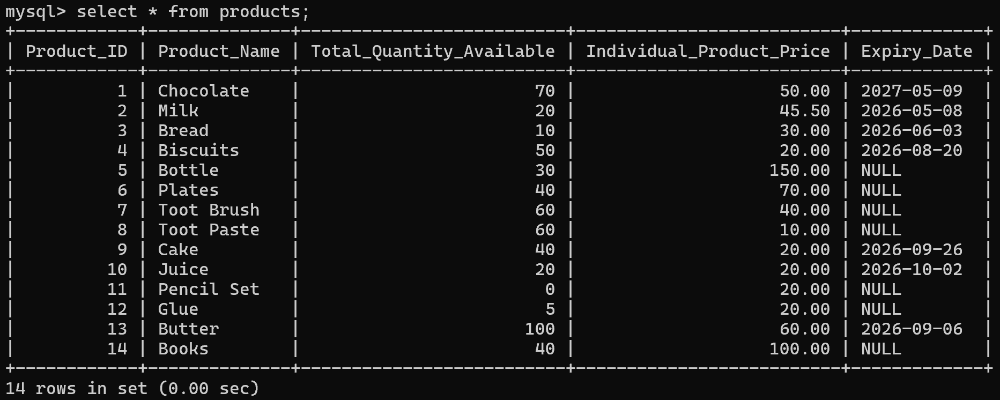 mysql> select * from products;
+------------+--------------+--------------------------+--------------------------+-------------+
| Product_ID | Product_Name | Total_Quantity_Available | Individual_Product_Price | Expiry_Date |
+------------+--------------+--------------------------+--------------------------+-------------+
|          1 | Chocolate    |                       70 |                    50.00 | 2027-05-09  |
|          2 | Milk         |                       20 |                    45.50 | 2026-05-08  |
|          3 | Bread        |                       10 |                    30.00 | 2026-06-03  |
|          4 | Biscuits     |                       50 |                    20.00 | 2026-08-20  |
|          5 | Bottle       |                       30 |                   150.00 | NULL        |
|          6 | Plates       |                       40 |                    70.00 | NULL        |
|          7 | Toot Brush   |                       60 |                    40.00 | NULL        |
|          8 | Toot Paste   |                       60 |                    10.00 | NULL        |
|          9 | Cake         |                       40 |                    20.00 | 2026-09-26  |
|         10 | Juice        |                       20 |                    20.00 | 2026-10-02  |
|         11 | Pencil Set   |                        0 |                    20.00 | NULL        |
|         12 | Glue         |                        5 |                    20.00 | NULL        |
|         13 | Butter       |                      100 |                    60.00 | 2026-09-06  |
|         14 | Books        |                       40 |                   100.00 | NULL        |
+------------+--------------+--------------------------+--------------------------+-------------+
14 rows in set (0.00 sec)